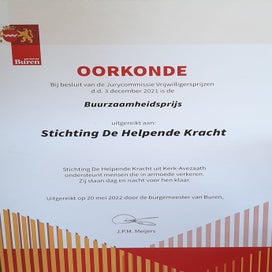 gemeente
Buren
OORKONDE
Bij besluit van de Jurycommissie Vrijwilligersprijzen
d.d. 3 december 2021 is de
Buurzaamheidsprijs
uitgereikt aan:
Stichting De Helpende Kracht
Stichting De Helpende Kracht uit Kerk-Avezaath
ondersteunt mensen die in armoede verkeren.
Zij staan dag en nacht voor hen klaar.
Uitgereikt op 20 mei 2022 door de burgemeester van Buren,
J.P.M. Meijers